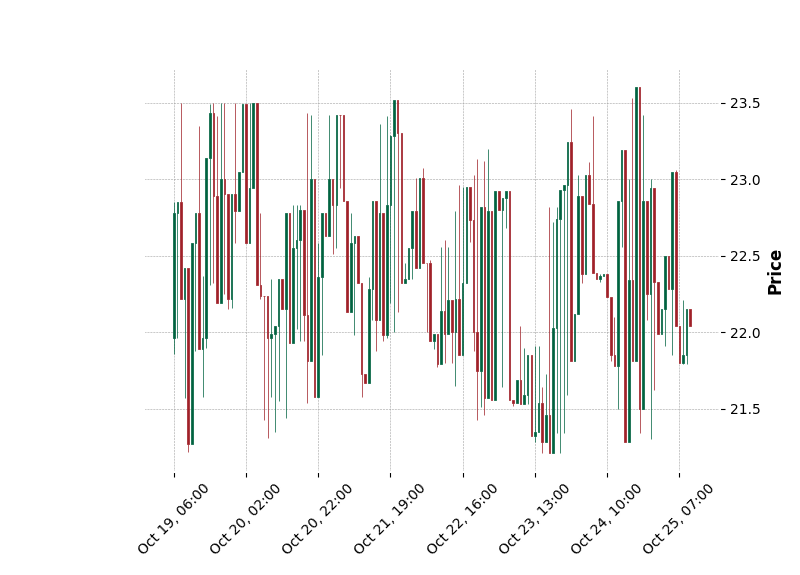 23.5
23.0
22.5
22.0
21.5
Price
Oct 19, 06:00
Oct 20, 02:00
Oct 20, 22:00
Oct 21, 19:00
Oct 22, 16:00
Oct 23, 13:00
Oct 24, 10:00
Oct 25, 07:00